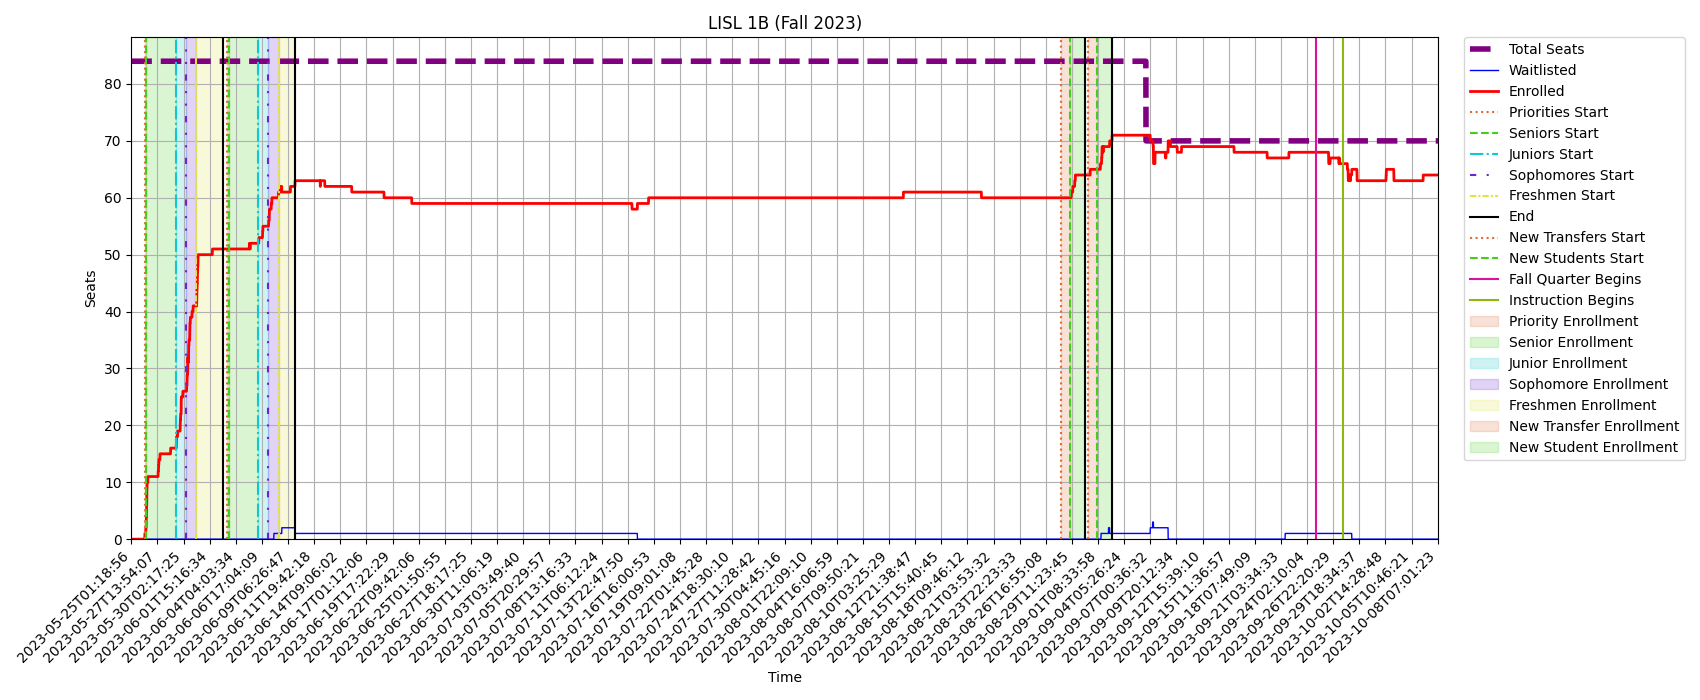 LISL 1B (Fall 2023)
Seats
80
70
60
50
40
30
20
10
0
2023-05-25T01:18:56
2023-05-27T13:54:07
2023-05-30T02:17:25
2023-06-01T15:16:34
2023-06-04T04:03:34
2023-06-06T17:04:09
2023-06-09T06:26:47
2023-06-11T19:42:18
2023-06-14T09:06:02
2023-06-17T01:12:06
2023-06-19T17:22:29
2023-06-22T09:42:06
2023-06-25T01:50:55
2023-06-27T18:17:25
2023-06-30T11:06:19
2023-07-03T03:49:40
2023-07-05T20:29:57
2023-07-08T13:16:33
2023-07-11T06:12:24
2023-07-13T22:47:50
2023-07-16T16:00:53
2023-07-19T09:01:08
2023-07-22T01:45:28
2023-07-24T18:30:10
2023-07-27T11:28:42
2023-07-30T04:45:16
2023-08-01T22:09:10
2023-08-04T16:06:59
2023-08-07T09:50:21
2023-08-10T03:25:29
2023-08-12T21:38:47
2023-08-15T15:40:45
2023-08-18T09:46:12
2023-08-21T03:53:32
2023-08-23T22:23:33
2023-08-26T16:55:08
2023-08-29T11:23:45
2023-09-01T08:33:58
2023-09-04T05:26:24
2023-09-07T00:36:32
2023-09-09T20:12:34
2023-09-12T15:39:10
2023-09-15T11:36:57
2023-09-18T07:49:09
2023-09-21T03:34:33
2023-09-24T02:10:04
2023-09-26T22:20:29
2023-09-29T18:34:37
2023-10-02T14:28:48
2023-10-05T10:46:21
2023-10-08T07:01:23
Time
Total Seats
Waitlisted
Enrolled
Priorities Start
Seniors Start
Juniors Start
Sophomores Start
Freshmen Start
End
New Transfers Start
New Students Start
Fall Quarter Begins
Instruction Begins
Priority Enrollment
Senior Enrollment
Junior Enrollment
Sophomore Enrollment
Freshmen Enrollment
New Transfer Enrollment
New Student Enrollment